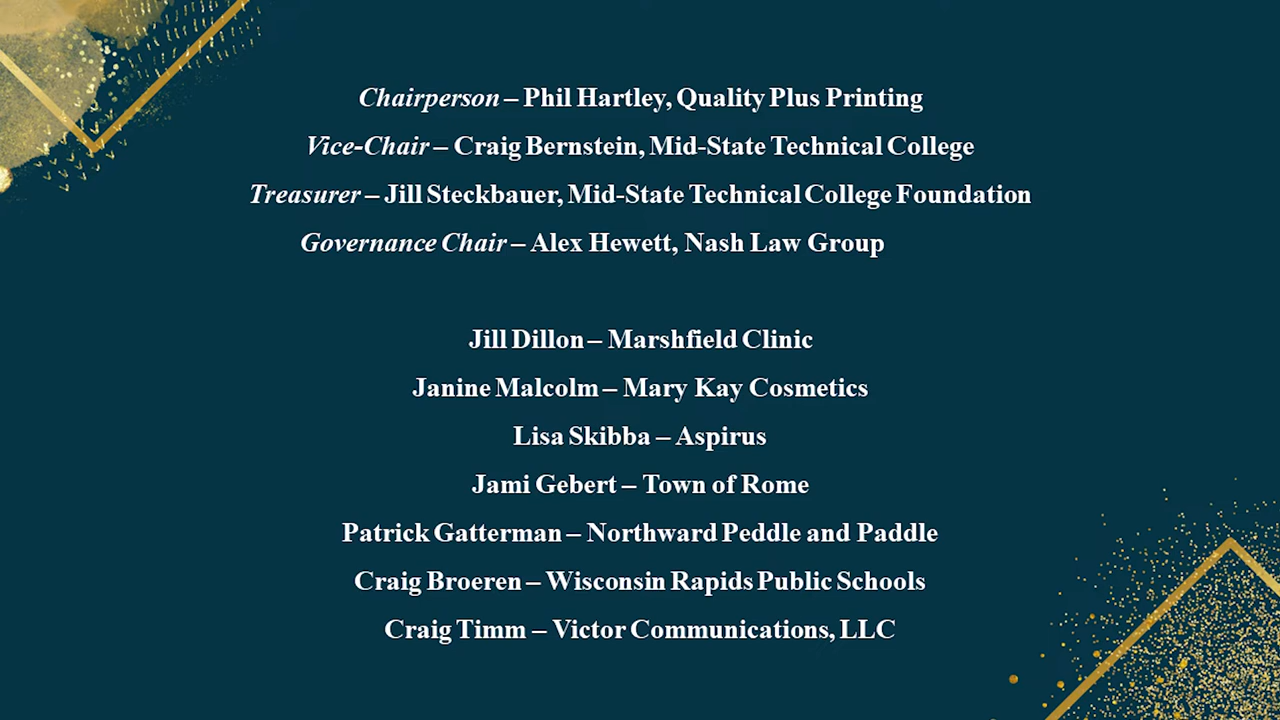 Chairperson – Phil Hartley, Quality Plus Printing
Vice-Chair – Craig Bernstein, Mid-State Technical College
Treasurer – Jill Steckbauer, Mid-State Technical College Foundation
Governance Chair – Alex Hewett, Nash Law Group
Jill Dillon – Marshfield Clinic
Janine Malcolm – Mary Kay Cosmetics
Lisa Skibba – Aspirus
Jami Gebert – Town of Rome
Patrick Gatterman – Northward Peddle and Paddle
Craig Broeren – Wisconsin Rapids Public Schools
Craig Timm – Victor Communications, LLC